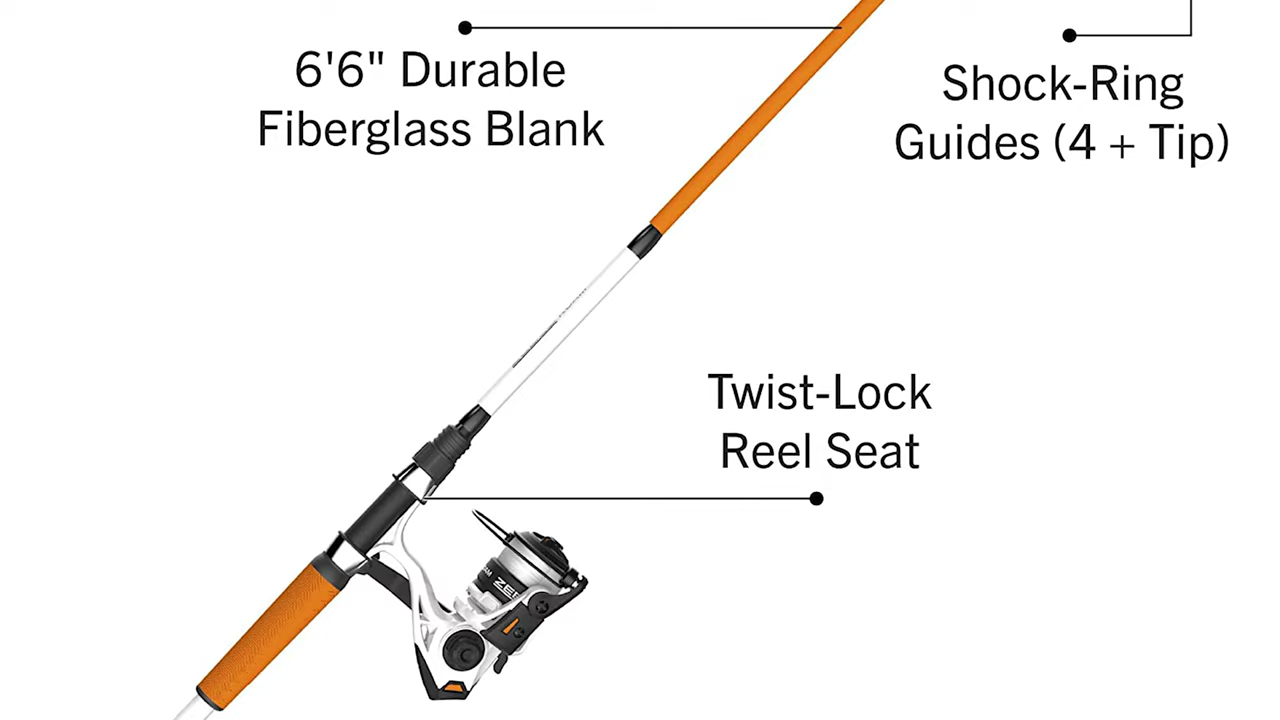 6'6" Durable
Fiberglass Blank
Shock-Ring
Guides (4 + Tip)
Twist-Lock
Reel Seat